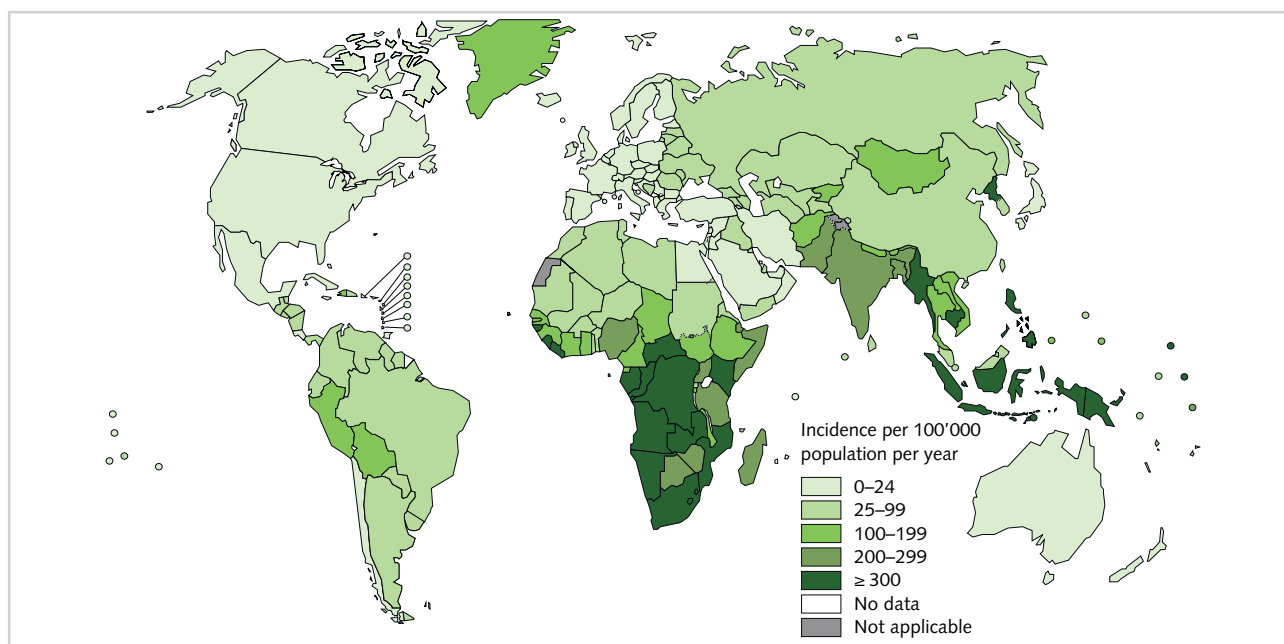 Incidence per 100'000
population per year
0–24
25–99
100–199
200–299
≥ 300
No data
Not applicable